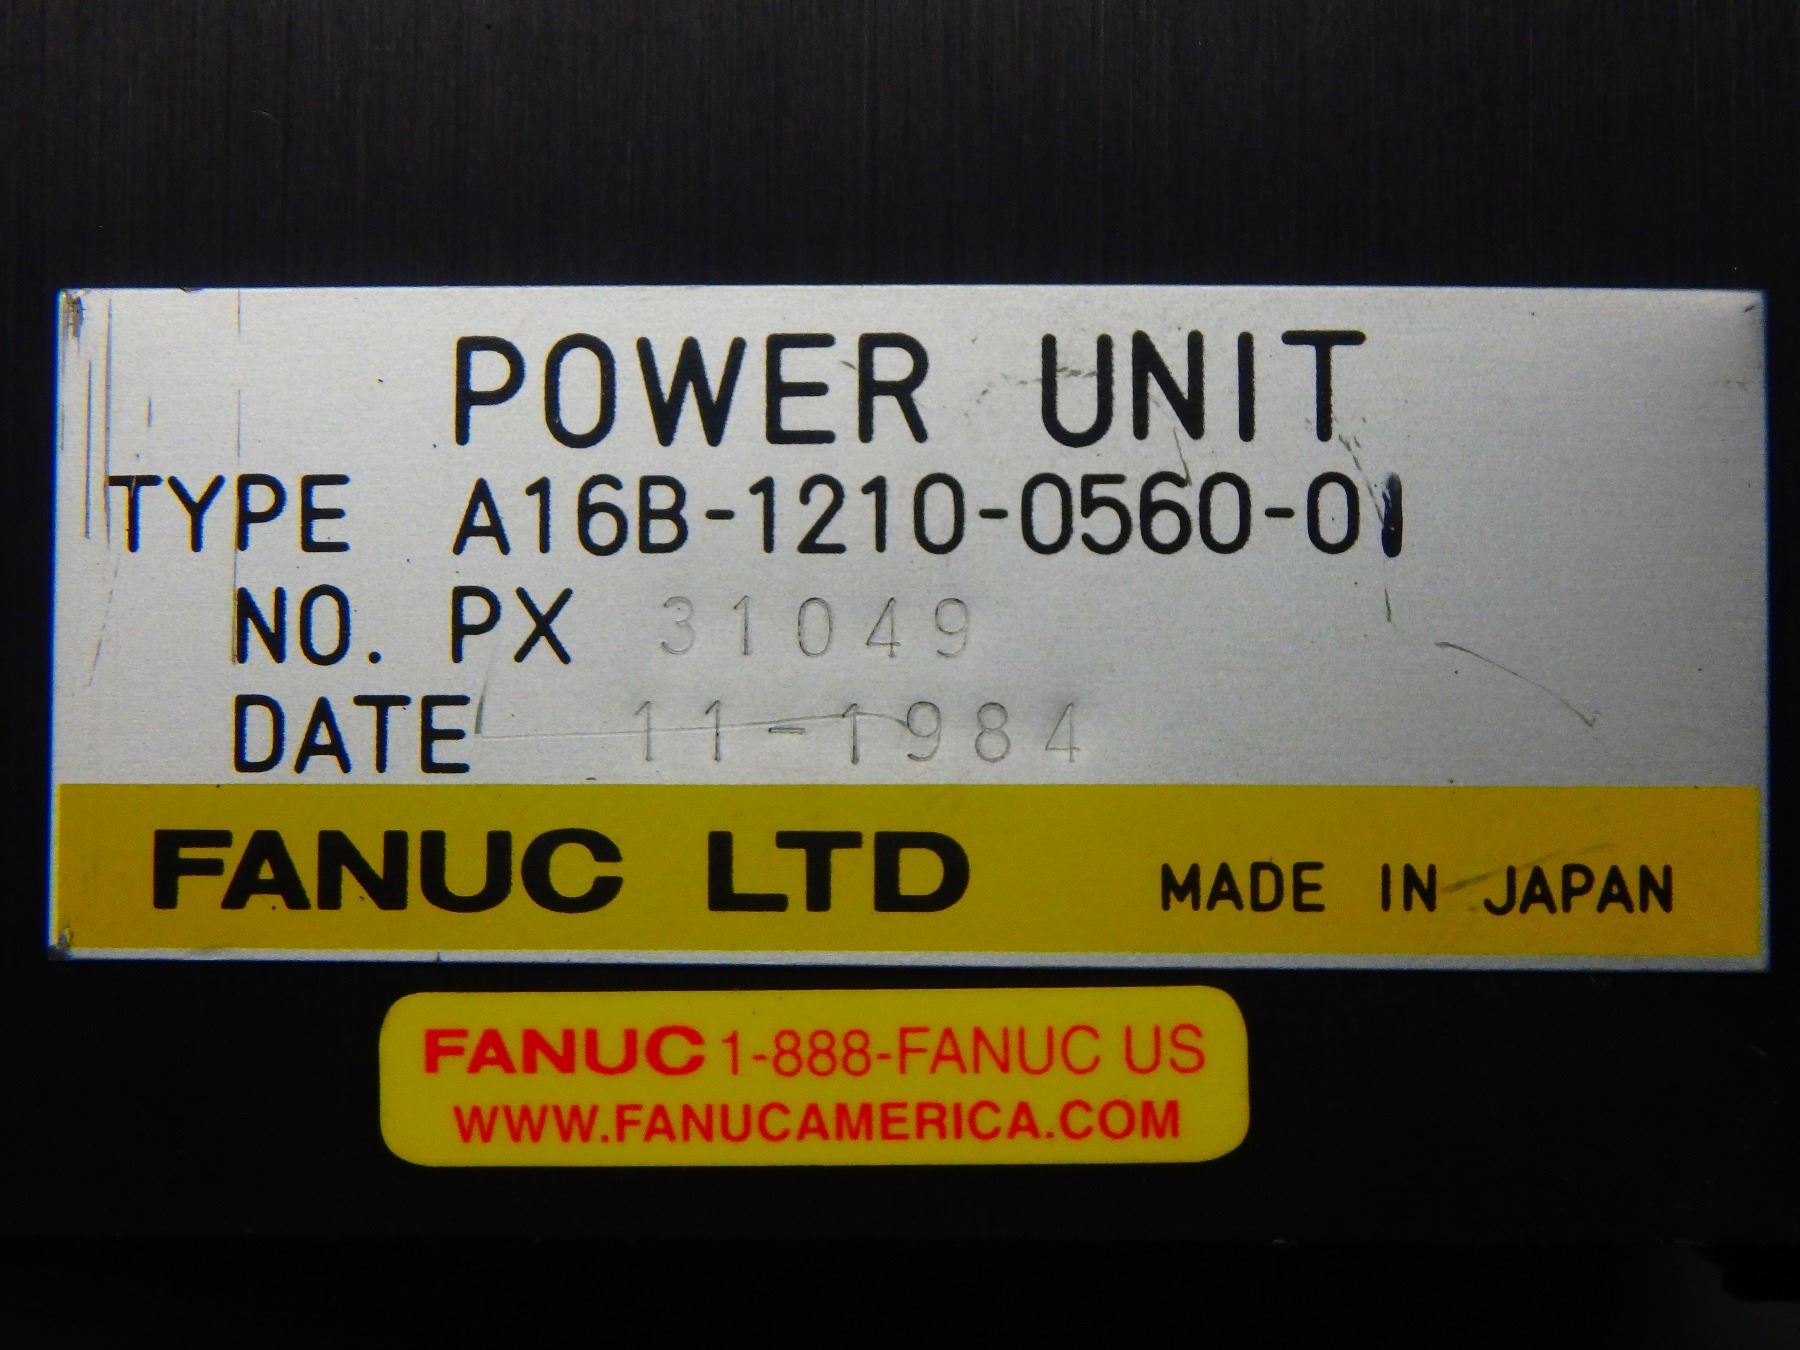 POWER UNIT
TYPE A16B-1210-0560-01
NO. PX 31049
DATE 11-1984
FANUC LTD MADE IN JAPAN
FANUC 1-888-FANUC US
WWW.FANUCAMERICA.COM